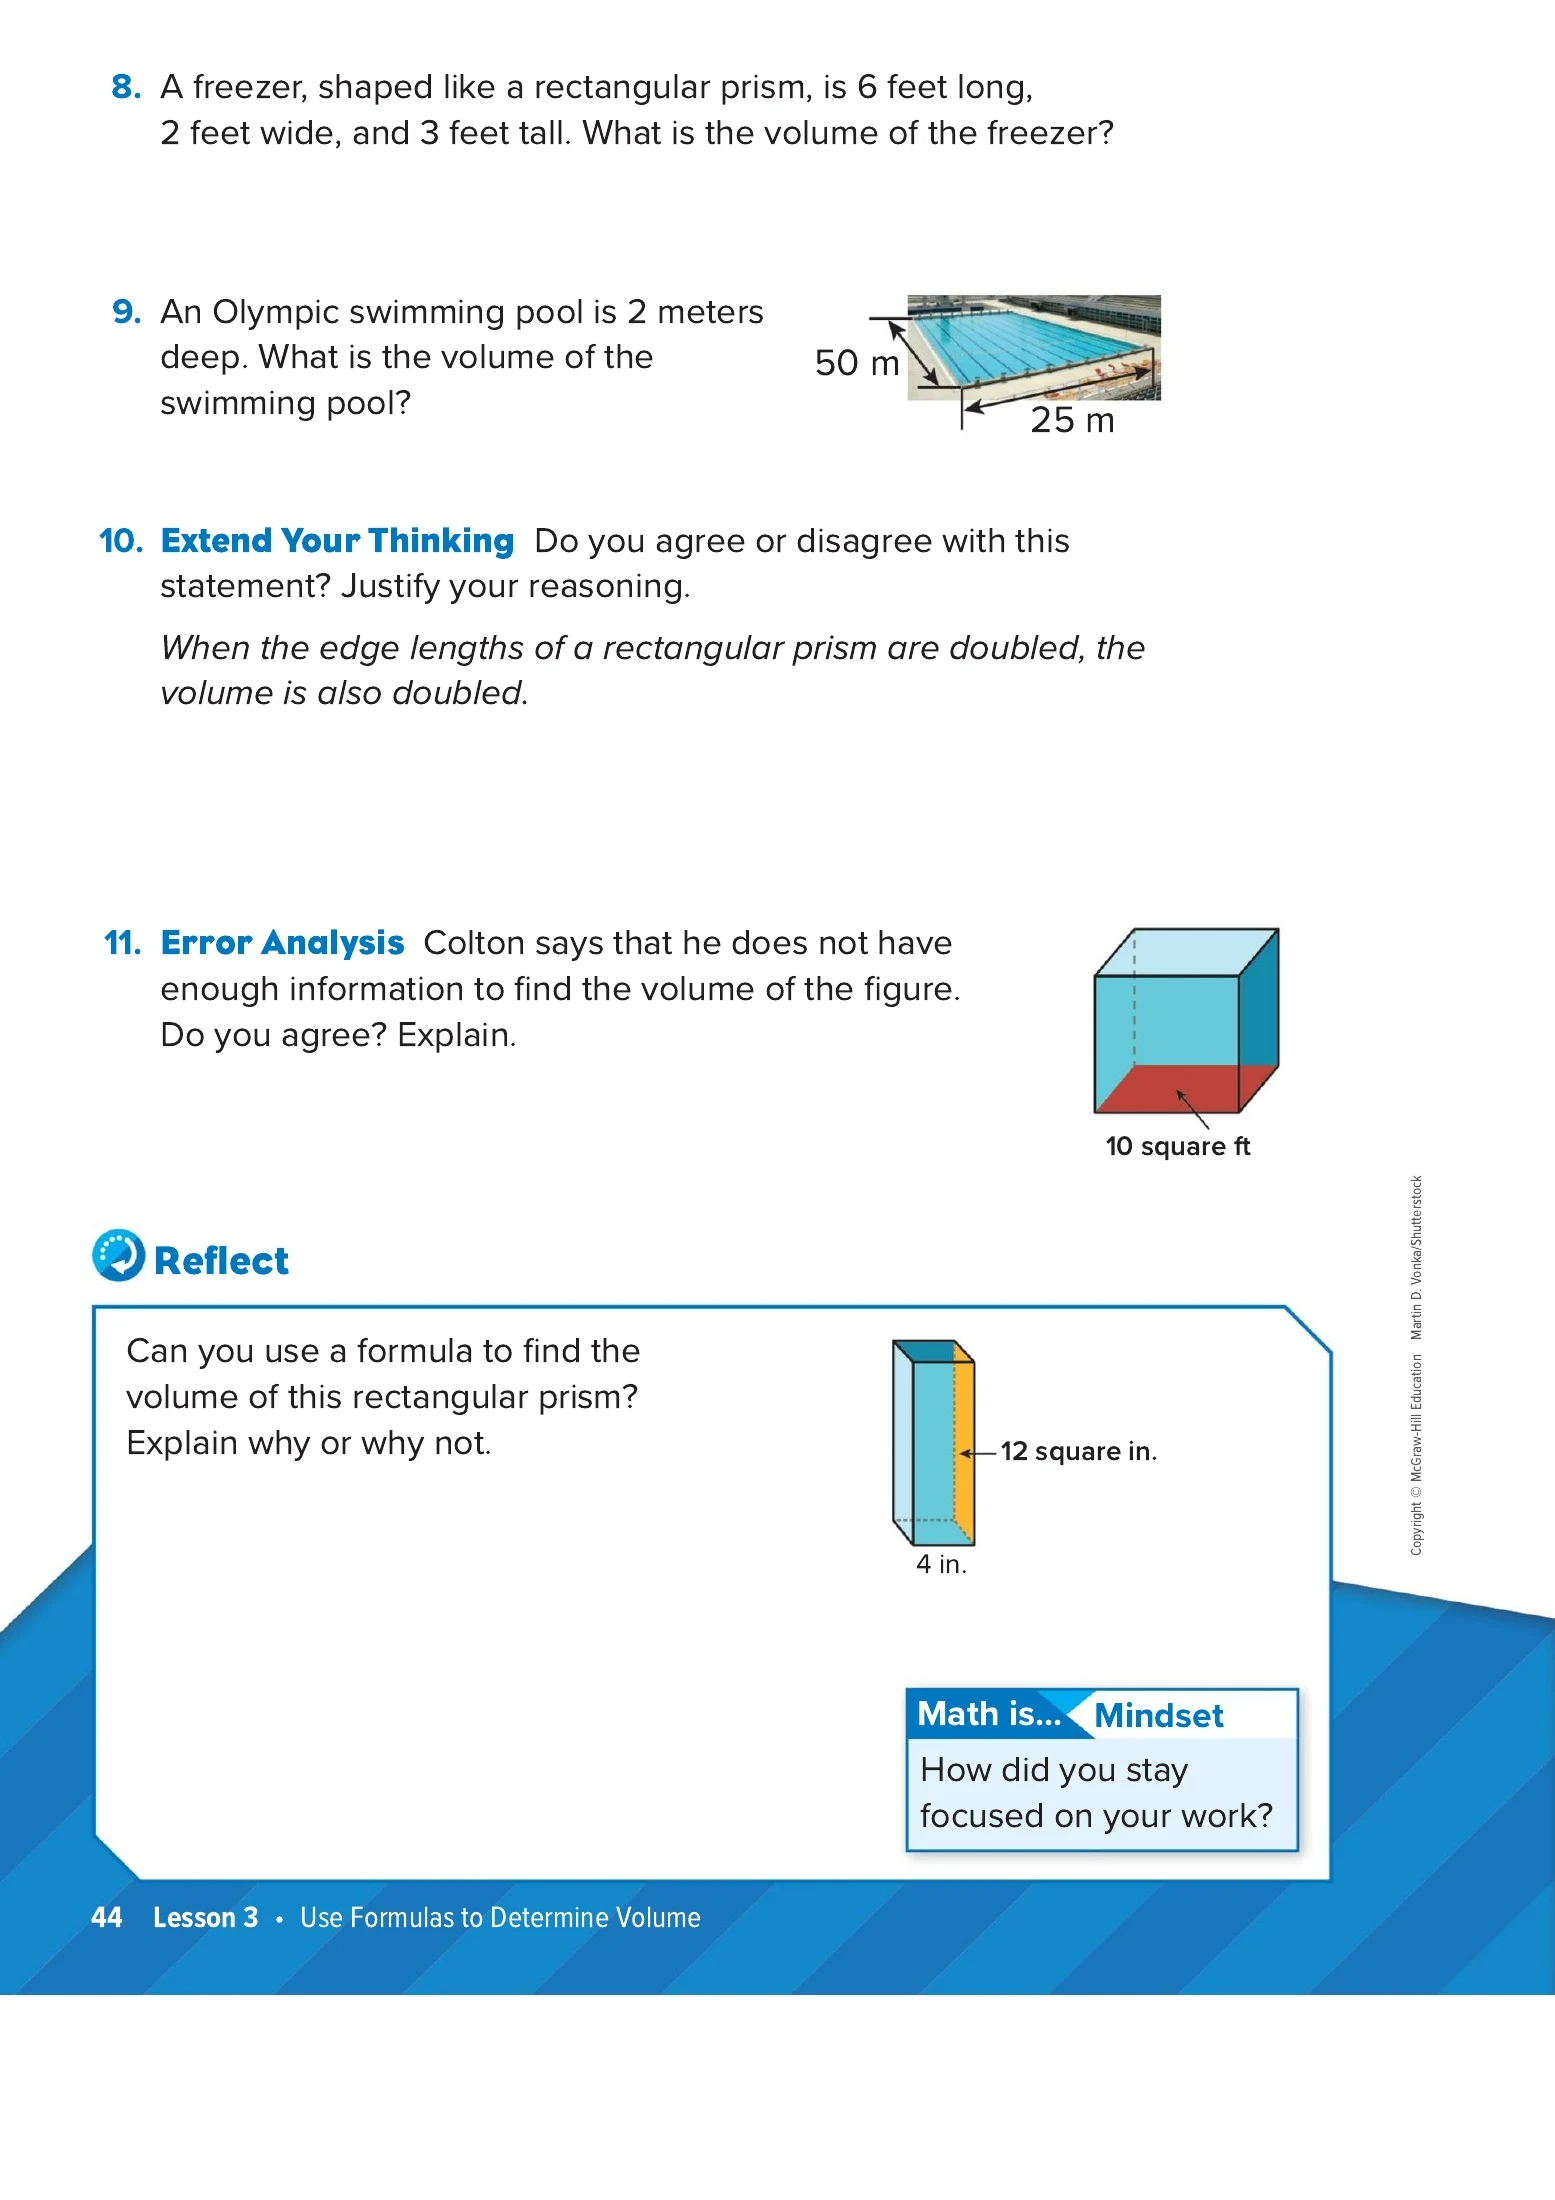 8. A freezer, shaped like a rectangular prism, is 6 feet long,
2 feet wide, and 3 feet tall. What is the volume of the freezer?
9. An Olympic swimming pool is 2 meters
deep. What is the volume of the
swimming pool?
50 m
25 m
10. Extend Your Thinking Do you agree or disagree with this
statement? Justify your reasoning.
When the edge lengths of a rectangular prism are doubled, the
volume is also doubled.
11. Error Analysis Colton says that he does not have
enough information to find the volume of the figure.
Do you agree? Explain.
10 square ft
Reflect
Can you use a formula to find the
volume of this rectangular prism?
Explain why or why not.
12 square in.
4 in.
Math is... Mindset
How did you stay
focused on your work?
Copyright © McGraw-Hill Education Martin D. Vonka/Shutterstock
44 Lesson 3 • Use Formulas to Determine Volume